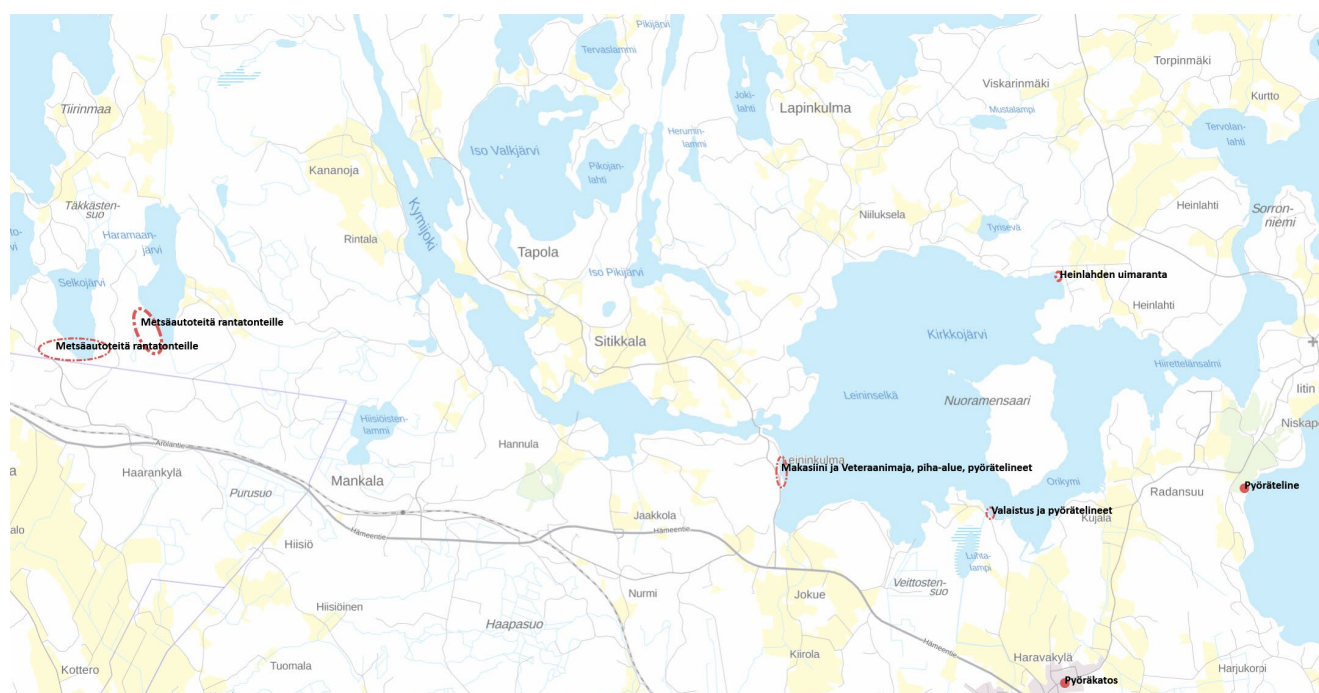 Pikijärvi
Tervaslammi
Torpinmäki
Viskarinmäki
Kurtto
Tiirinmaa
Joki-
lahti
Lapinkulma
Mustalampi
Tervolan-
lahti
Herumin-
lammi
Iso Valkjärvi
Pikojan-
lahti
Kananoja
Täkkästen-
suo
Kymijoki
Niiluksela
Heinlahti
Sorron-
niemi
Haramaan-
järvi
Rintala
Tapola
Tyrisevä
Iso Pikijärvi
Heinlahden uimaranta
Selkojärvi
Heinlahti
Metsäautoteitä rantatonteille
Kirkkojärvi
Metsäautoteitä rantatonteille
Sitikkala
Hiirettelänsalmi
Leininselkä
Nuoramensaari
Iitin
Hiisiöisten-
lammi
Niskap
Arolantie
Hannula
Leininkulma
Haarankylä
Makasiini ja Veteraanimaja, piha-alue, pyörätelineet
Mankala
Orikymi
Radansuu
Pyöräteline
Purusuo
Jaakkola
Valaistus ja pyörätelineet
Kujala
Hämeentie
Hämeentie
Hiisiö
Luhta-
lampi
Veittosten-
suo
Nurmi
Jokue
Hiisiöinen
Haapasuo
Hämeentie
Kiirola
Haravakylä
Kottero
Tuomala
Harjukorpi
Pyöräkatos